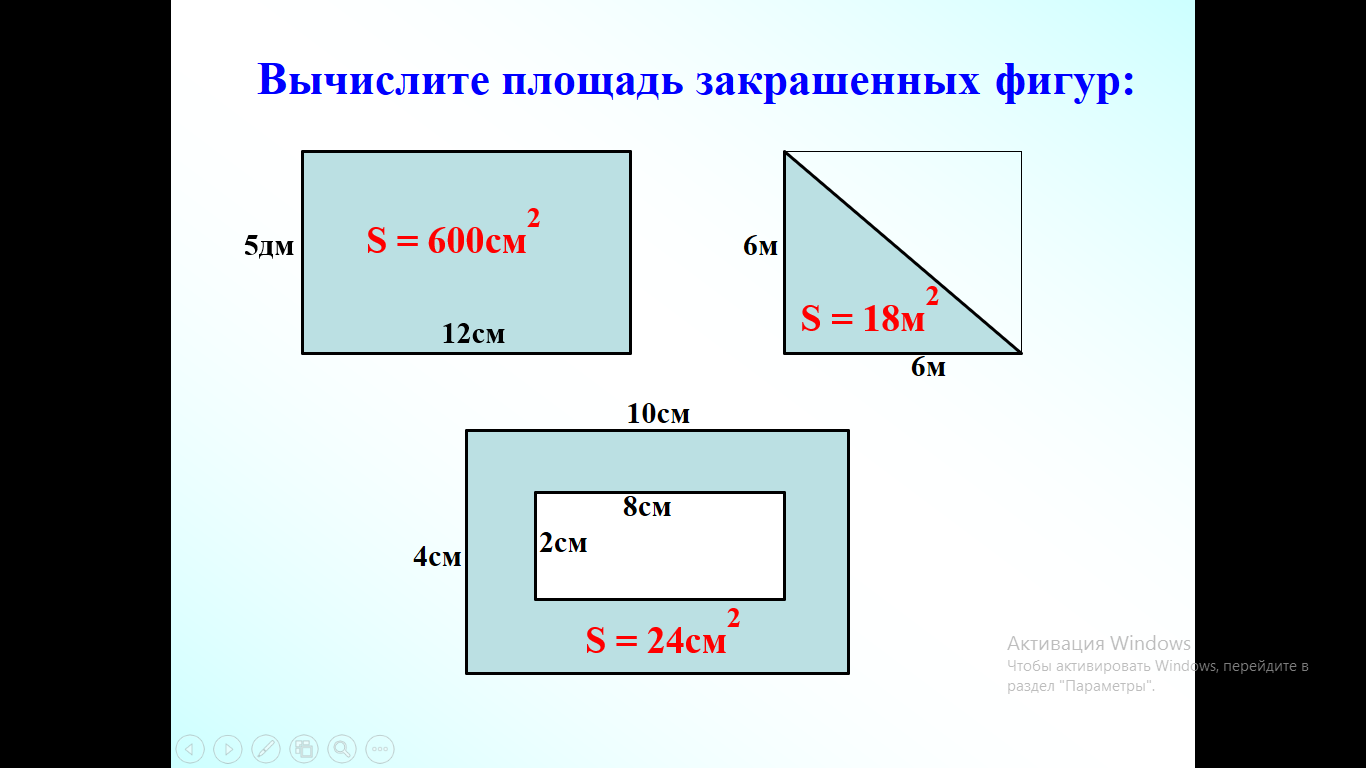 Вычислите площадь закрашенных фигур:
5дм
S = 600см²
12см
6м
S = 18м²
6м
10см
8см
2см
4см
S = 24см²
Активация Windows
Чтобы активировать Windows, перейдите в
раздел "Параметры".